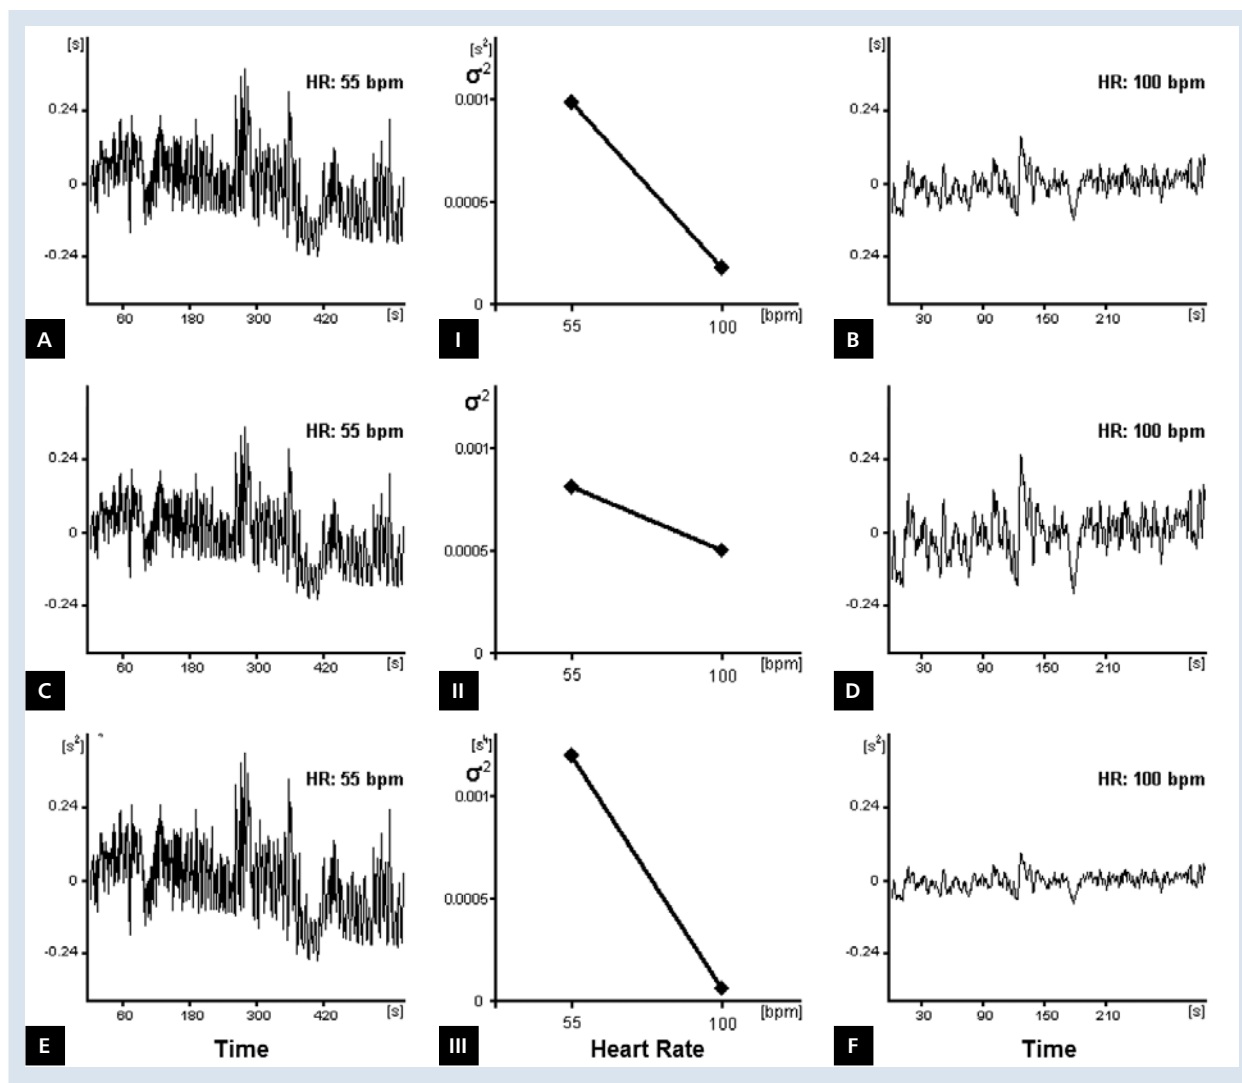 [s]
HR: 55 bpm
0.24
0
-0.24
60 180 300 420 [s]
A
[s²]
σ²
0.001
0.0005
0
55 100 [bpm]
I
[s]
HR: 100 bpm
0.24
0
0.24
30 90 150 210 [s]
B
HR: 55 bpm
0.24
0
-0.24
60 180 300 420 [s]
C
σ²
0.001
0.0005
0
55 100 [bpm]
II
HR: 100 bpm
0.24
0
-0.24
30 90 150 210 [s]
D
[s²]
HR: 55 bpm
0.24
0
-0.24
60 180 300 420 [s]
E
Time
[s⁴]
σ²
0.001
0.0005
0
55 100 [bpm]
III
Heart Rate
[s²]
HR: 100 bpm
0.24
0
-0.24
30 90 150 210 [s]
F
Time